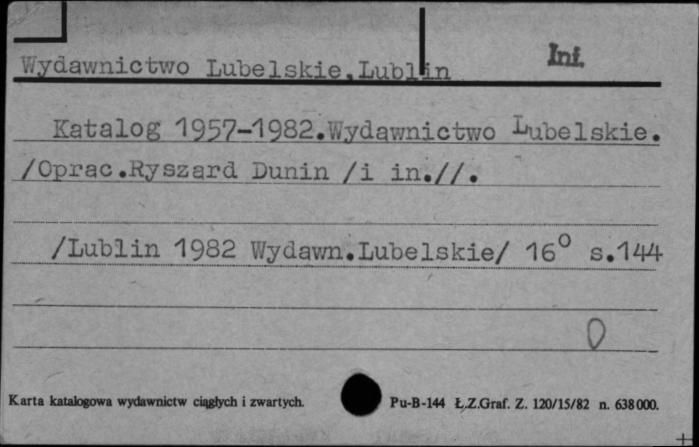 Inf.
Wydawnictwo Lubelskie,Lublin
Katalog 1957-1982.Wydawnictwo Lubelskie.
/Oprac.Ryszard Dunin /i in.//.
/Lublin 1982 Wydawn.Lubelskie/ 16° s.144
0
Karta katalogowa wydawnictw ciągłych i zwartych. Pu-B-144 Ł.Z.Graf. Z. 120/15/82 n. 638000.